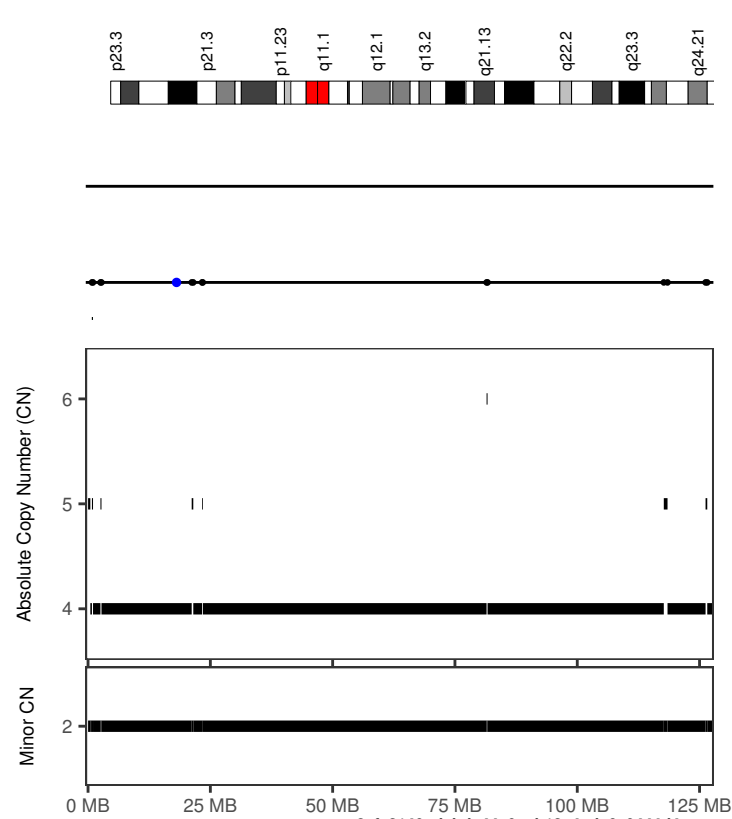 p23.3 p21.3 p11.23 q11.1 q12.1 q13.2 q21.13 q22.2 q23.3 q24.21
Absolute Copy Number (CN)
6
5
4
Minor CN
2
0 MB 25 MB 50 MB 75 MB 100 MB 125 MB